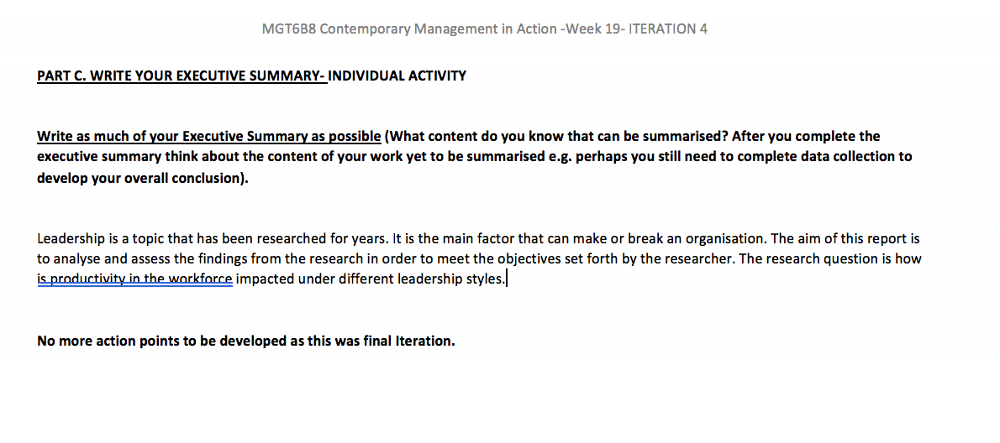 MGT6B8 Contemporary Management in Action -Week 19- ITERATION 4
PART C. WRITE YOUR EXECUTIVE SUMMARY- INDIVIDUAL ACTIVITY
Write as much of your Executive Summary as possible (What content do you know that can be summarised? After you complete the
executive summary think about the content of your work yet to be summarised e.g. perhaps you still need to complete data collection to
develop your overall conclusion).
Leadership is a topic that has been researched for years. It is the main factor that can make or break an organisation. The aim of this report is
to analyse and assess the findings from the research in order to meet the objectives set forth by the researcher. The research question is how
is productivity in the workforce impacted under different leadership styles.
No more action points to be developed as this was final Iteration.